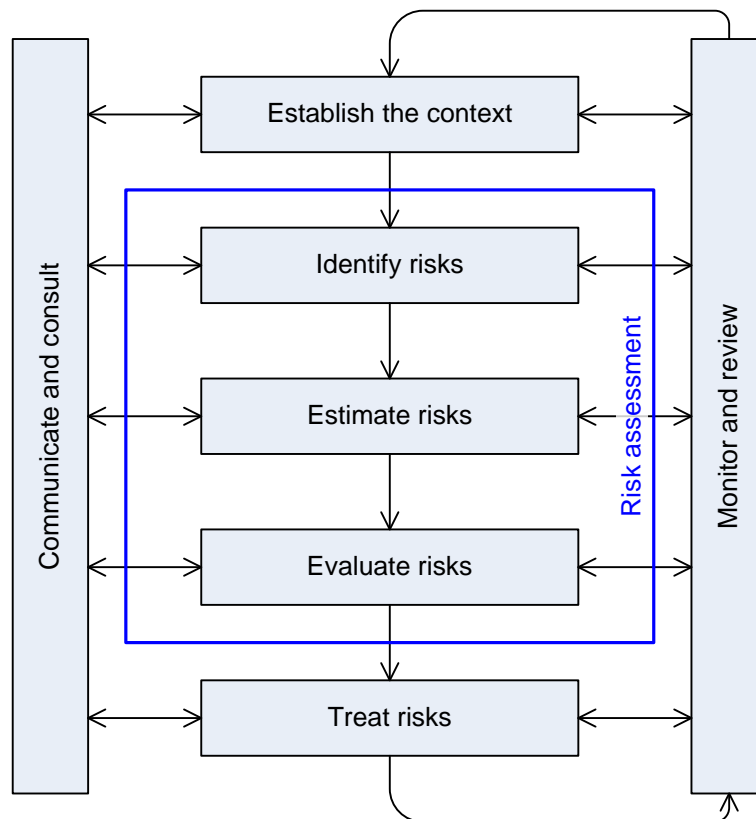 Establish the context
Identify risks
Estimate risks
Evaluate risks
Treat risks
Communicate and consult
Risk assessment
Monitor and review